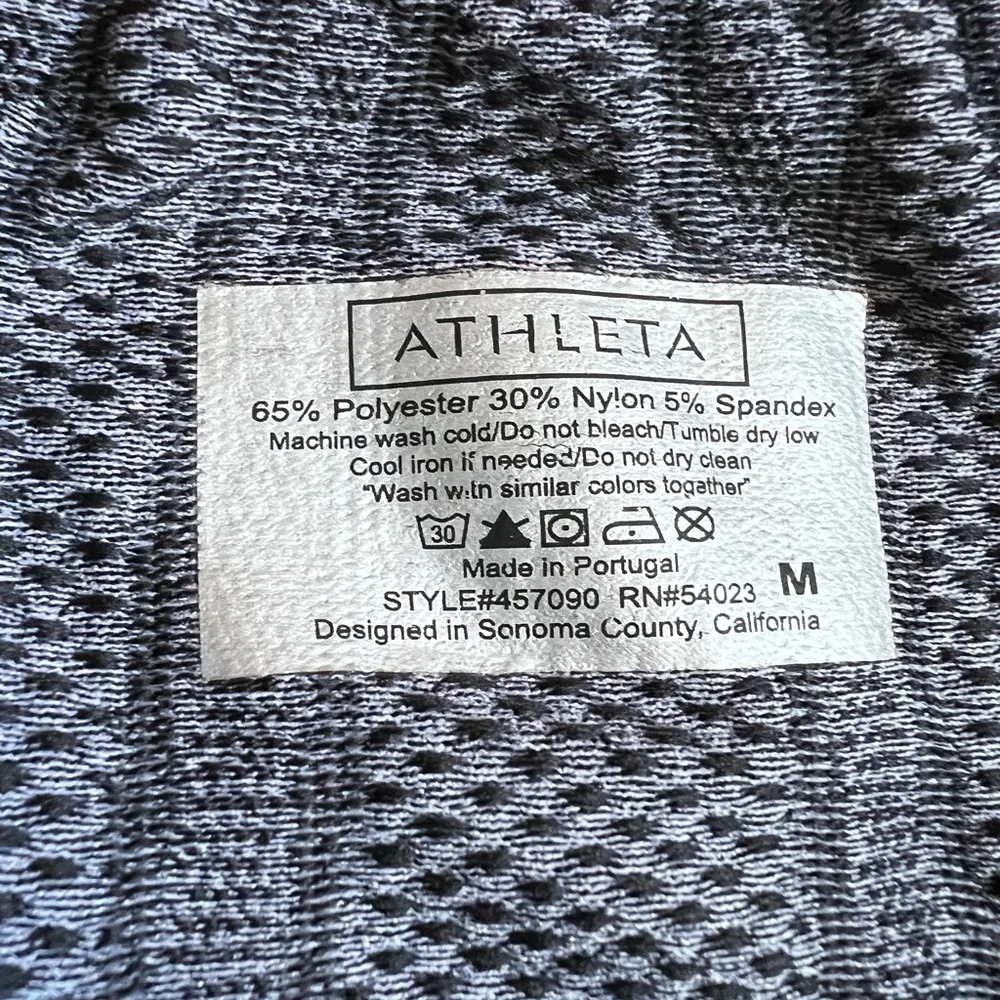 ATHLETA
65% Polyester 30% Nylon 5% Spandex
Machine wash cold/Do not bleach/Tumble dry low
Cool iron if needed/Do not dry clean
"Wash with similar colors together"
30
Made in Portugal
M
STYLE#457090 RN#54023
Designed in Sonoma County, California